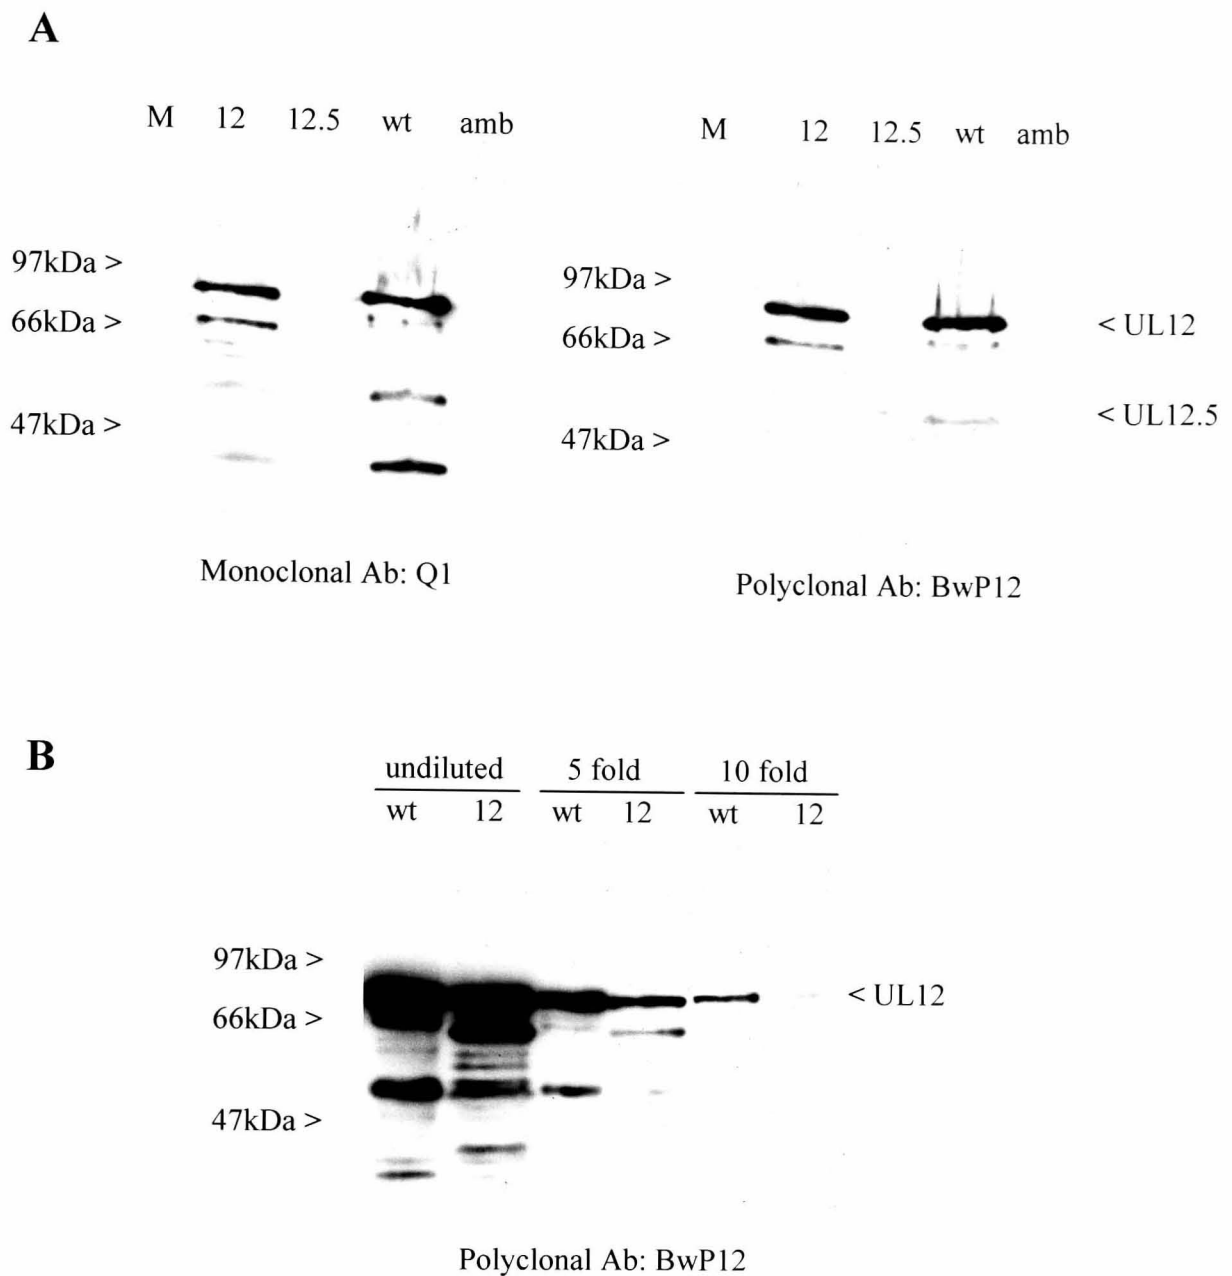 A
M 12 12.5 wt amb
M 12 12.5 wt amb
97kDa >
66kDa >
47kDa >
97kDa >
66kDa >
47kDa >
< UL12
< UL12.5
Monoclonal Ab: Q1
Polyclonal Ab: BwP12
B
undiluted 5 fold 10 fold
wt 12 wt 12 wt 12
97kDa >
66kDa >
47kDa >
< UL12
Polyclonal Ab: BwP12